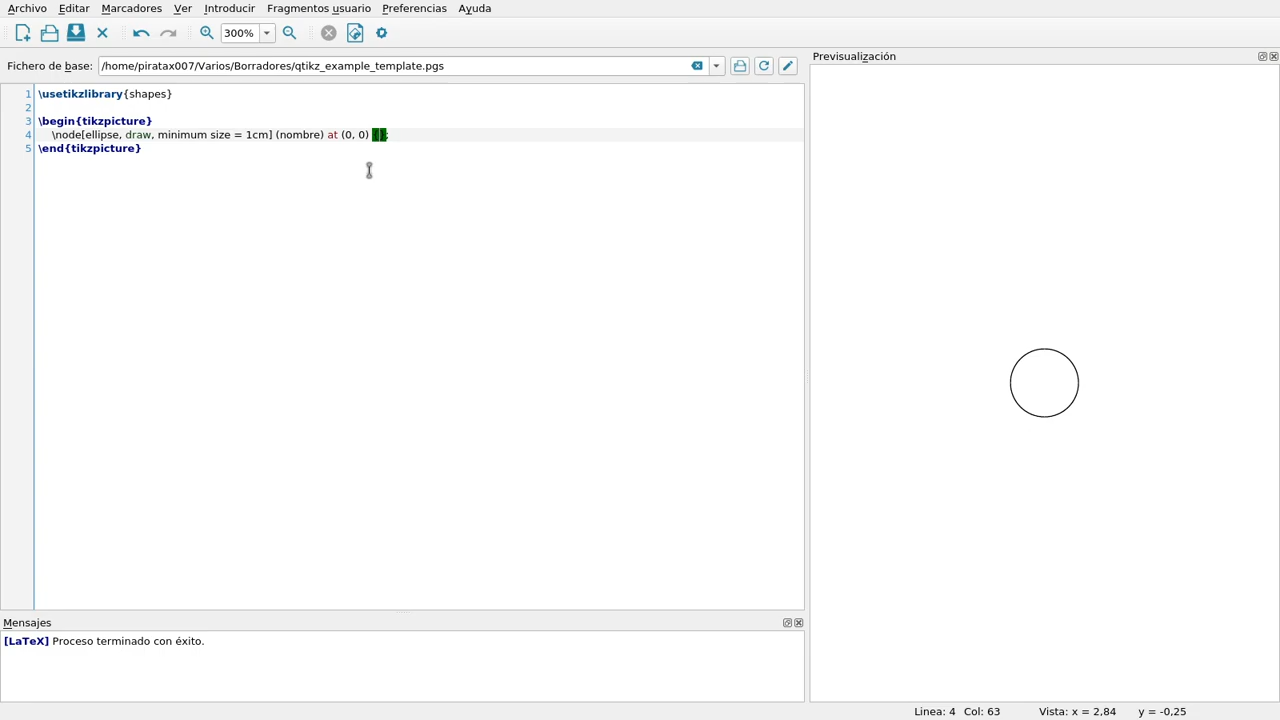 Archivo Editar Marcadores Ver Introducir Fragmentos usuario Preferencias Ayuda
300%
Fichero de base: /home/piratax007/Varios/Borradores/qtikz_example_template.pgs
Previsualización
1 \usetikzlibrary{shapes}
2
3 \begin{tikzpicture}
4 \node[ellipse, draw, minimum size = 1cm] (nombre) at (0, 0) {};
5 \end{tikzpicture}
Mensajes
[LaTeX] Proceso terminado con éxito.
Linea: 4 Col: 63 Vista: x = 2,84 y = -0,25